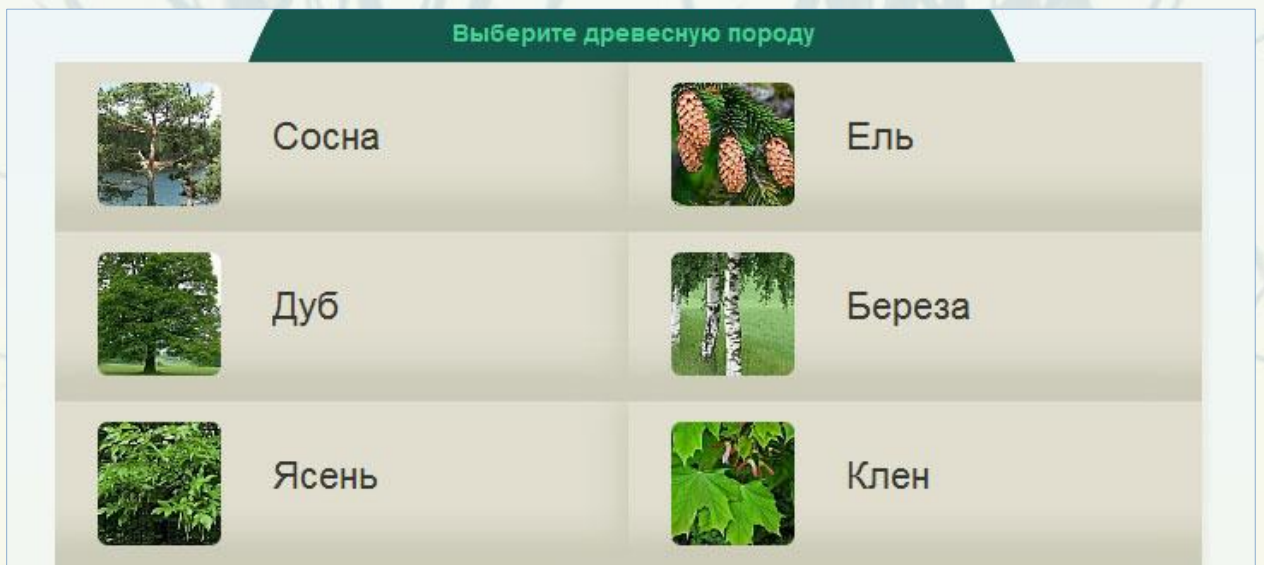 Выберите древесную породу
Сосна
Ель
Дуб
Береза
Ясень
Клен